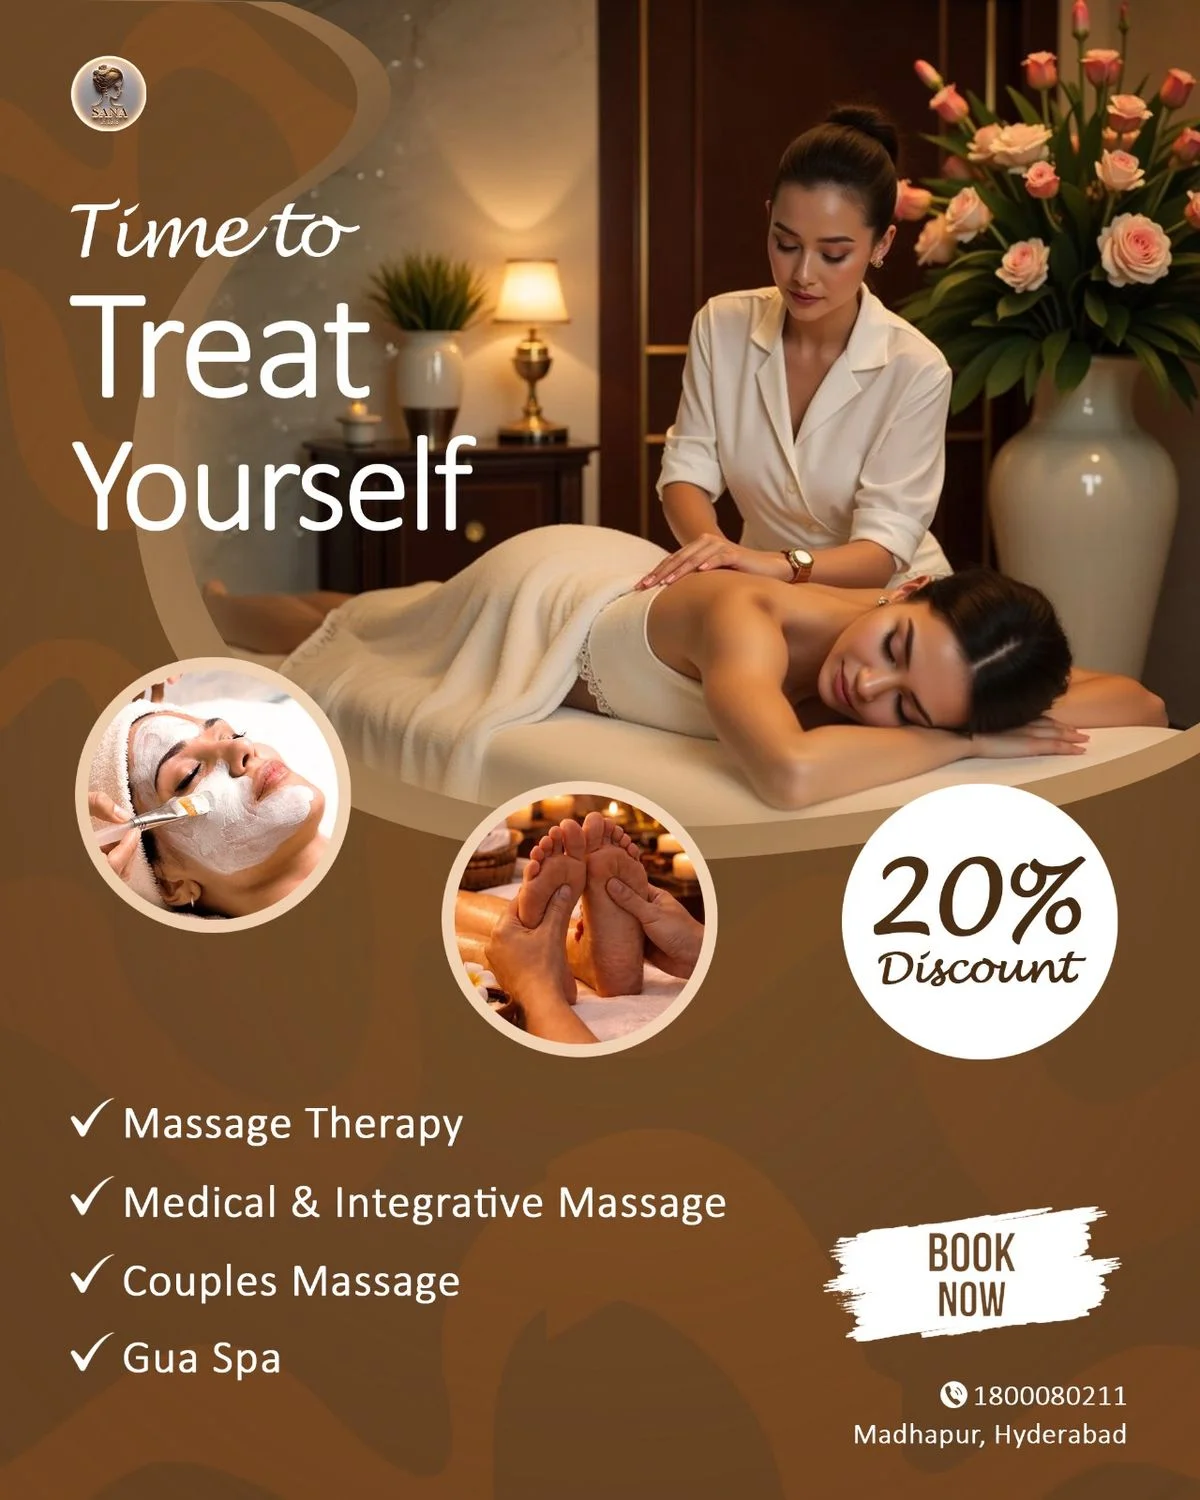 SANA
Time to
Treat
Yourself
20%
Discount
✓ Massage Therapy
✓ Medical & Integrative Massage
✓ Couples Massage
✓ Gua Spa
BOOK
NOW
1800080211
Madhapur, Hyderabad